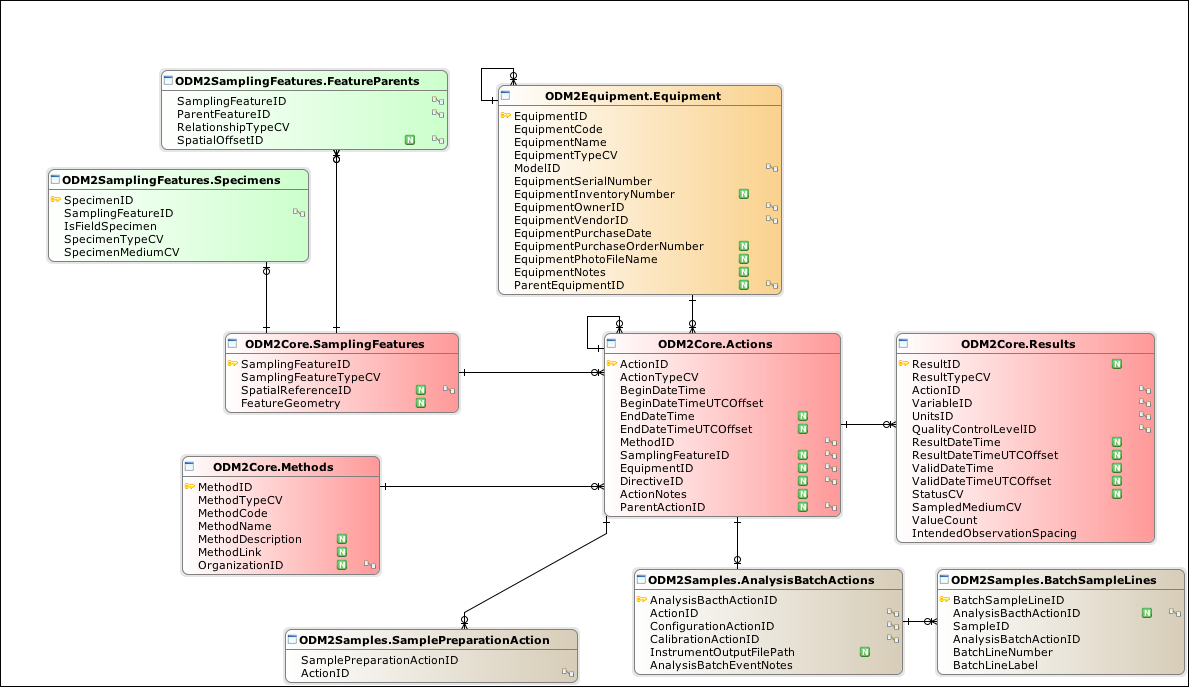 ODM2SamplingFeatures.FeatureParents
SamplingFeatureID
ParentFeatureID
RelationshipTypeCV
SpatialOffsetID N
ODM2SamplingFeatures.Specimens
SpecimenID
SamplingFeatureID
IsFieldSpecimen
SpecimenTypeCV
SpecimenMediumCV
ODM2Equipment.Equipment
EquipmentID
EquipmentCode
EquipmentName
EquipmentTypeCV
ModelID
EquipmentSerialNumber
EquipmentInventoryNumber N
EquipmentOwnerID
EquipmentVendorID
EquipmentPurchaseDate
EquipmentPurchaseOrderNumber N
EquipmentPhotoFileName N
EquipmentNotes N
ParentEquipmentID N
ODM2Core.SamplingFeatures
SamplingFeatureID
SamplingFeatureTypeCV
SpatialReferenceID N
FeatureGeometry N
ODM2Core.Actions
ActionID
ActionTypeCV
BeginDateTime
BeginDateTimeUTCOffset
EndDateTime N
EndDateTimeUTCOffset N
MethodID
SamplingFeatureID N
EquipmentID N
DirectiveID N
ActionNotes N
ParentActionID N
ODM2Core.Results
ResultID N
ResultTypeCV
ActionID
VariableID
UnitsID
QualityControlLevelID
ResultDateTime N
ResultDateTimeUTCOffset N
ValidDateTime N
ValidDateTimeUTCOffset N
StatusCV N
SampledMediumCV
ValueCount
IntendedObservationSpacing
ODM2Core.Methods
MethodID
MethodTypeCV
MethodCode
MethodName
MethodDescription N
MethodLink N
OrganizationID N
ODM2Samples.SamplePreparationAction
SamplePreparationActionID
ActionID
ODM2Samples.AnalysisBatchActions
AnalysisBacthActionID
ActionID
ConfigurationActionID
CalibrationActionID
InstrumentOutputFilePath N
AnalysisBatchEventNotes
ODM2Samples.BatchSampleLines
BatchSampleLineID
AnalysisBacthActionID N
SampleID
AnalysisBatchActionID
BatchLineNumber
BatchLineLabel